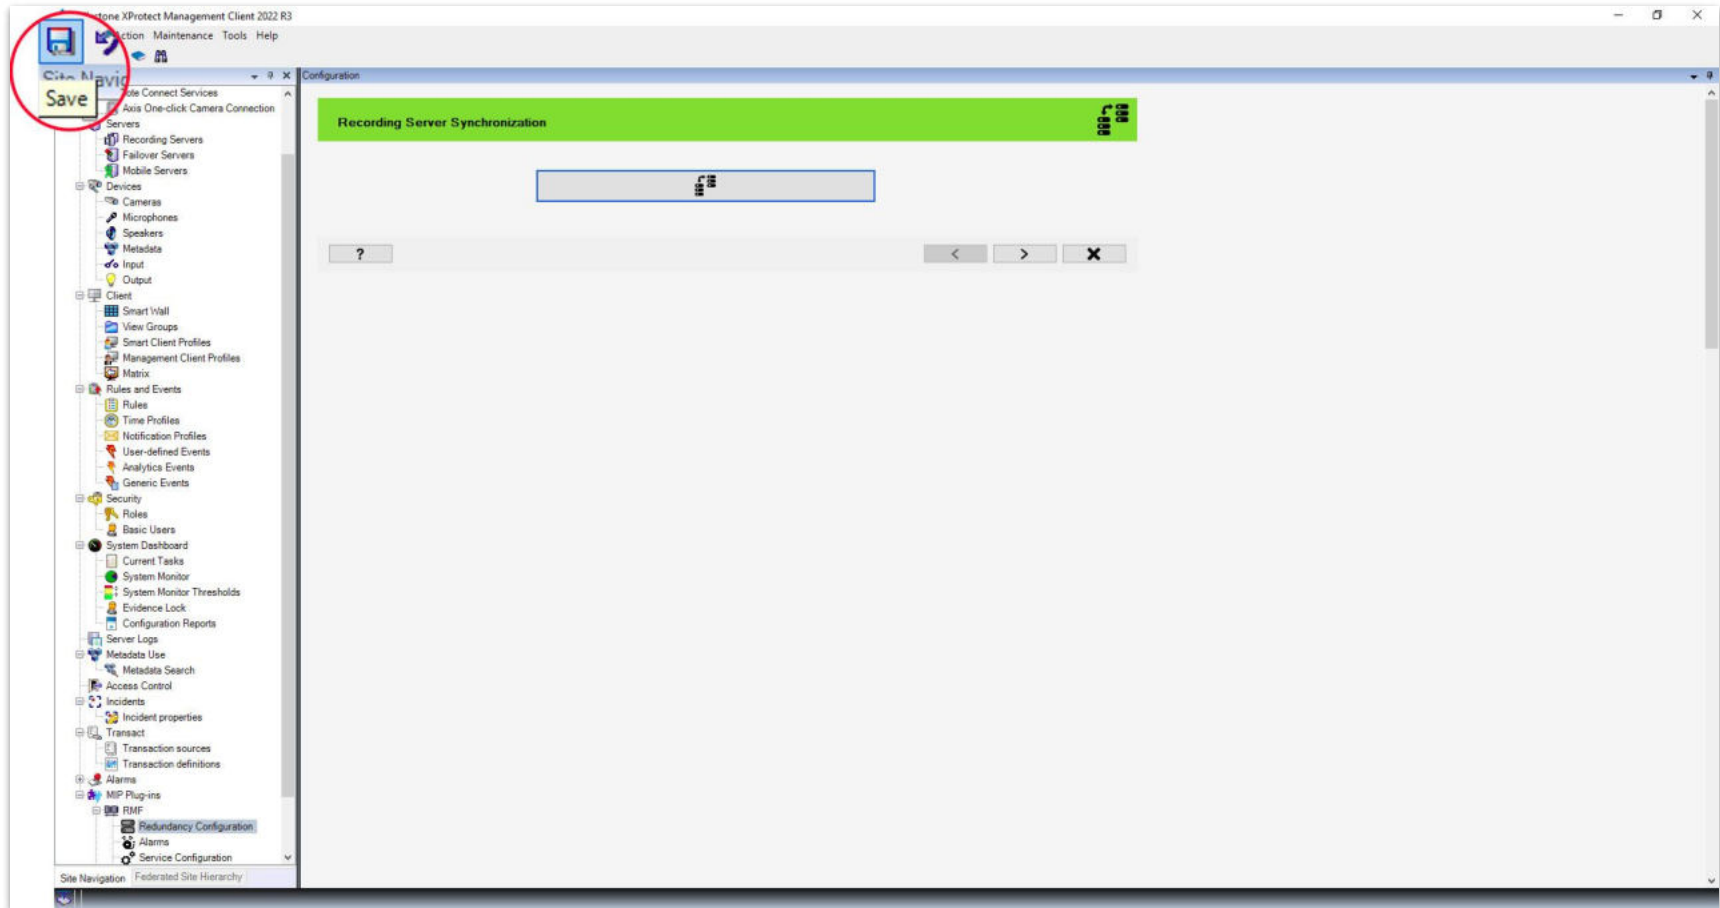 stone XProtect Management Client 2022 R3
ction Maintenance Tools Help
Site Navig
Save
Configuration
ote Connect Services
Axis One-click Camera Connection
Servers
Recording Servers
Failover Servers
Mobile Servers
Devices
Cameras
Microphones
Speakers
Metadata
Input
Output
Client
Smart Wall
View Groups
Smart Client Profiles
Management Client Profiles
Matrix
Rules and Events
Rules
Time Profiles
Notification Profiles
User-defined Events
Analytics Events
Generic Events
Security
Roles
Basic Users
System Dashboard
Current Tasks
System Monitor
System Monitor Thresholds
Evidence Lock
Configuration Reports
Server Logs
Metadata Use
Metadata Search
Access Control
Incidents
Incident properties
Transact
Transaction sources
Transaction definitions
Alarms
MIP Plug-ins
RMF
Redundancy Configuration
Alarms
Service Configuration
Site Navigation Federated Site Hierarchy
Recording Server Synchronization
? < >